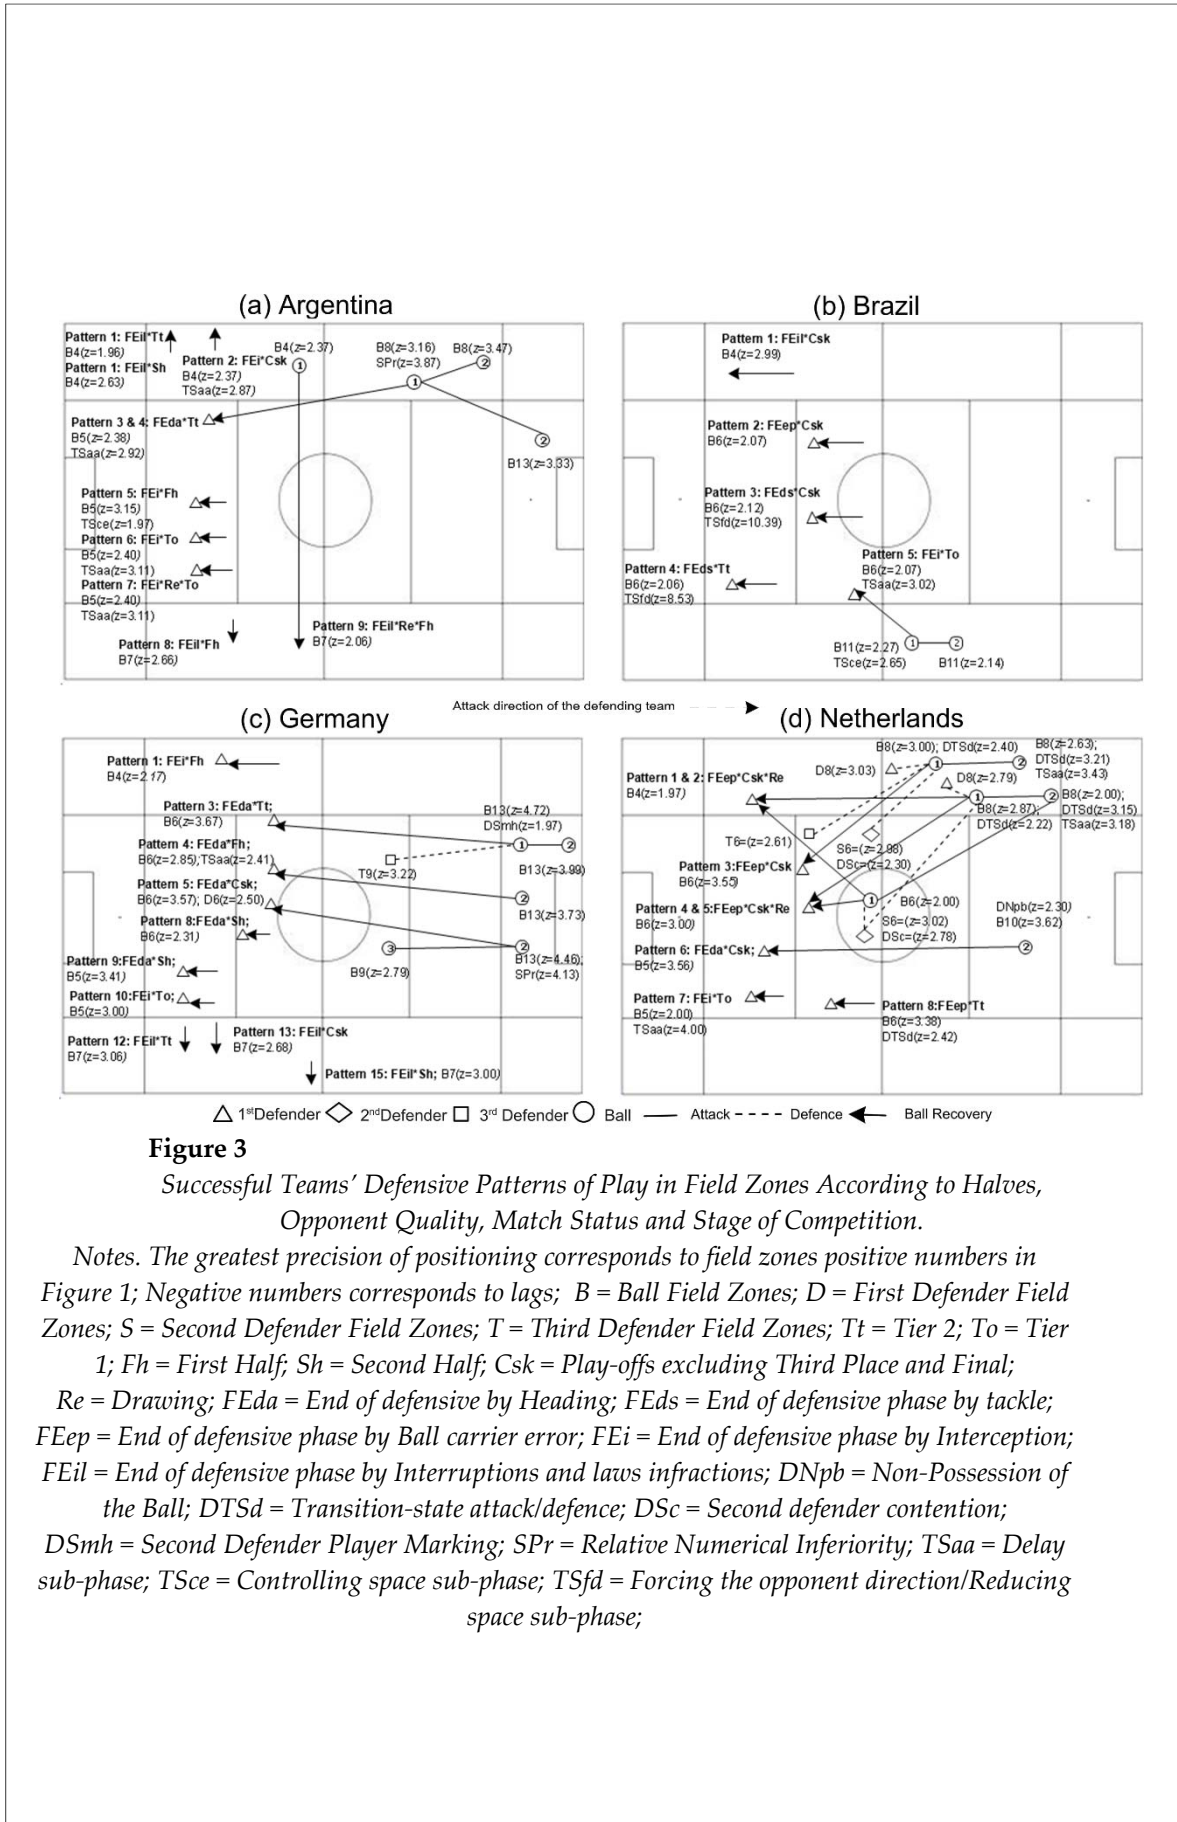 (a) Argentina
Pattern 1: FEil*Tt
B4(z=1.96)
Pattern 1: FEil*Sh
B4(z=2.63)
Pattern 2: FEi*Csk
B4(z=2.37)
TSaa(z=2.87)
B4(z=2.37)
1
B8(z=3.16)
SPr(z=3.87)
1
B8(z=3.47)
2
2
B13(z=3.33)
Pattern 3 & 4: FEda*Tt
B5(z=2.38)
TSaa(z=2.92)
Pattern 5: FEi*Fh
B5(z=3.15)
TSce(z=1.97)
Pattern 6: FEi*To
B5(z=2.40)
TSaa(z=3.11)
Pattern 7: FEi*Re*To
B5(z=2.40)
TSaa(z=3.11)
Pattern 8: FEil*Fh
B7(z=2.66)
Pattern 9: FEil*Re*Fh
B7(z=2.06)
(b) Brazil
Pattern 1: FEil*Csk
B4(z=2.99)
Pattern 2: FEep*Csk
B6(z=2.07)
Pattern 3: FEds*Csk
B6(z=2.12)
TSfd(z=10.39)
Pattern 4: FEds*Tt
B6(z=2.06)
TSfd(z=8.53)
Pattern 5: FEi*To
B6(z=2.07)
TSaa(z=3.02)
B11(z=2.27)
TSce(z=2.65)
1
2
B11(z=2.14)
Attack direction of the defending team
(c) Germany
Pattern 1: FEi*Fh
B4(z=2.17)
Pattern 3: FEda*Tt;
B6(z=3.67)
Pattern 4: FEda*Fh;
B6(z=2.85);TSaa(z=2.41)
Pattern 5: FEda*Csk;
B6(z=3.57); D6(z=2.50)
Pattern 8:FEda*Sh;
B6(z=2.31)
Pattern 9:FEda*Sh;
B5(z=3.41)
Pattern 10:FEi*To;
B5(z=3.00)
Pattern 12: FEil*Tt
B7(z=3.06)
Pattern 13: FEil*Csk
B7(z=2.68)
Pattern 15: FEil*Sh; B7(z=3.00)
B13(z=4.72)
DSmh(z=1.97)
1
2
T9(z=3.22)
B13(z=3.99)
2
B13(z=3.73)
3
2
B9(z=2.79)
B13(z=4.46);
SPr(z=4.13)
(d) Netherlands
B8(z=3.00); DTSd(z=2.40)
B8(z=2.63);
DTSd(z=3.21)
TSaa(z=3.43)
1
2
D8(z=3.03)
D8(z=2.79)
Pattern 1 & 2: FEep*Csk*Re
B4(z=1.97)
1
2
B8(z=2.00);
DTSd(z=3.15)
TSaa(z=3.18)
B8(z=2.87);
DTSd(z=2.22)
T6=(z=2.61)
S6=(z=2.98)
DSc=(z=2.30)
Pattern 3:FEep*Csk
B6(z=3.55)
Pattern 4 & 5:FEep*Csk*Re
B6(z=3.00)
1
B6(z=2.00)
S6=(z=3.02)
DSc=(z=2.78)
DNpb(z=2.30)
B10(z=3.62)
2
Pattern 6: FEda*Csk;
B5(z=3.56)
Pattern 7: FEi*To
B5(z=2.00)
TSaa(z=4.00)
Pattern 8:FEep*Tt
B6(z=3.38)
DTSd(z=2.42)
1stDefender 2ndDefender 3rd Defender Ball Attack Defence Ball Recovery
Figure 3
Successful Teams' Defensive Patterns of Play in Field Zones According to Halves,
Opponent Quality, Match Status and Stage of Competition.
Notes. The greatest precision of positioning corresponds to field zones positive numbers in
Figure 1; Negative numbers corresponds to lags; B = Ball Field Zones; D = First Defender Field
Zones; S = Second Defender Field Zones; T = Third Defender Field Zones; Tt = Tier 2; To = Tier
1; Fh = First Half; Sh = Second Half; Csk = Play-offs excluding Third Place and Final;
Re = Drawing; FEda = End of defensive by Heading; FEds = End of defensive phase by tackle;
FEep = End of defensive phase by Ball carrier error; FEi = End of defensive phase by Interception;
FEil = End of defensive phase by Interruptions and laws infractions; DNpb = Non-Possession of
the Ball; DTSd = Transition-state attack/defence; DSc = Second defender contention;
DSmh = Second Defender Player Marking; SPr = Relative Numerical Inferiority; TSaa = Delay
sub-phase; TSce = Controlling space sub-phase; TSfd = Forcing the opponent direction/Reducing
space sub-phase;